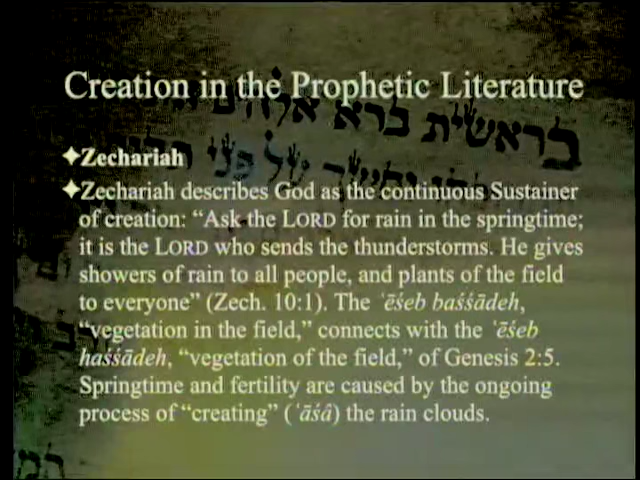 Creation in the Prophetic Literature
בראשית ברא אלהים
✦Zechariah
✦Zechariah describes God as the continuous Sustainer
of creation: “Ask the LORD for rain in the springtime;
it is the LORD who sends the thunderstorms. He gives
showers of rain to all people, and plants of the field
to everyone” (Zech. 10:1). The ʿēśeb baśśādeh,
“vegetation in the field,” connects with the ʿēśeb
haśśādeh, “vegetation of the field,” of Genesis 2:5.
Springtime and fertility are caused by the ongoing
process of “creating” (ʿāśâ) the rain clouds.